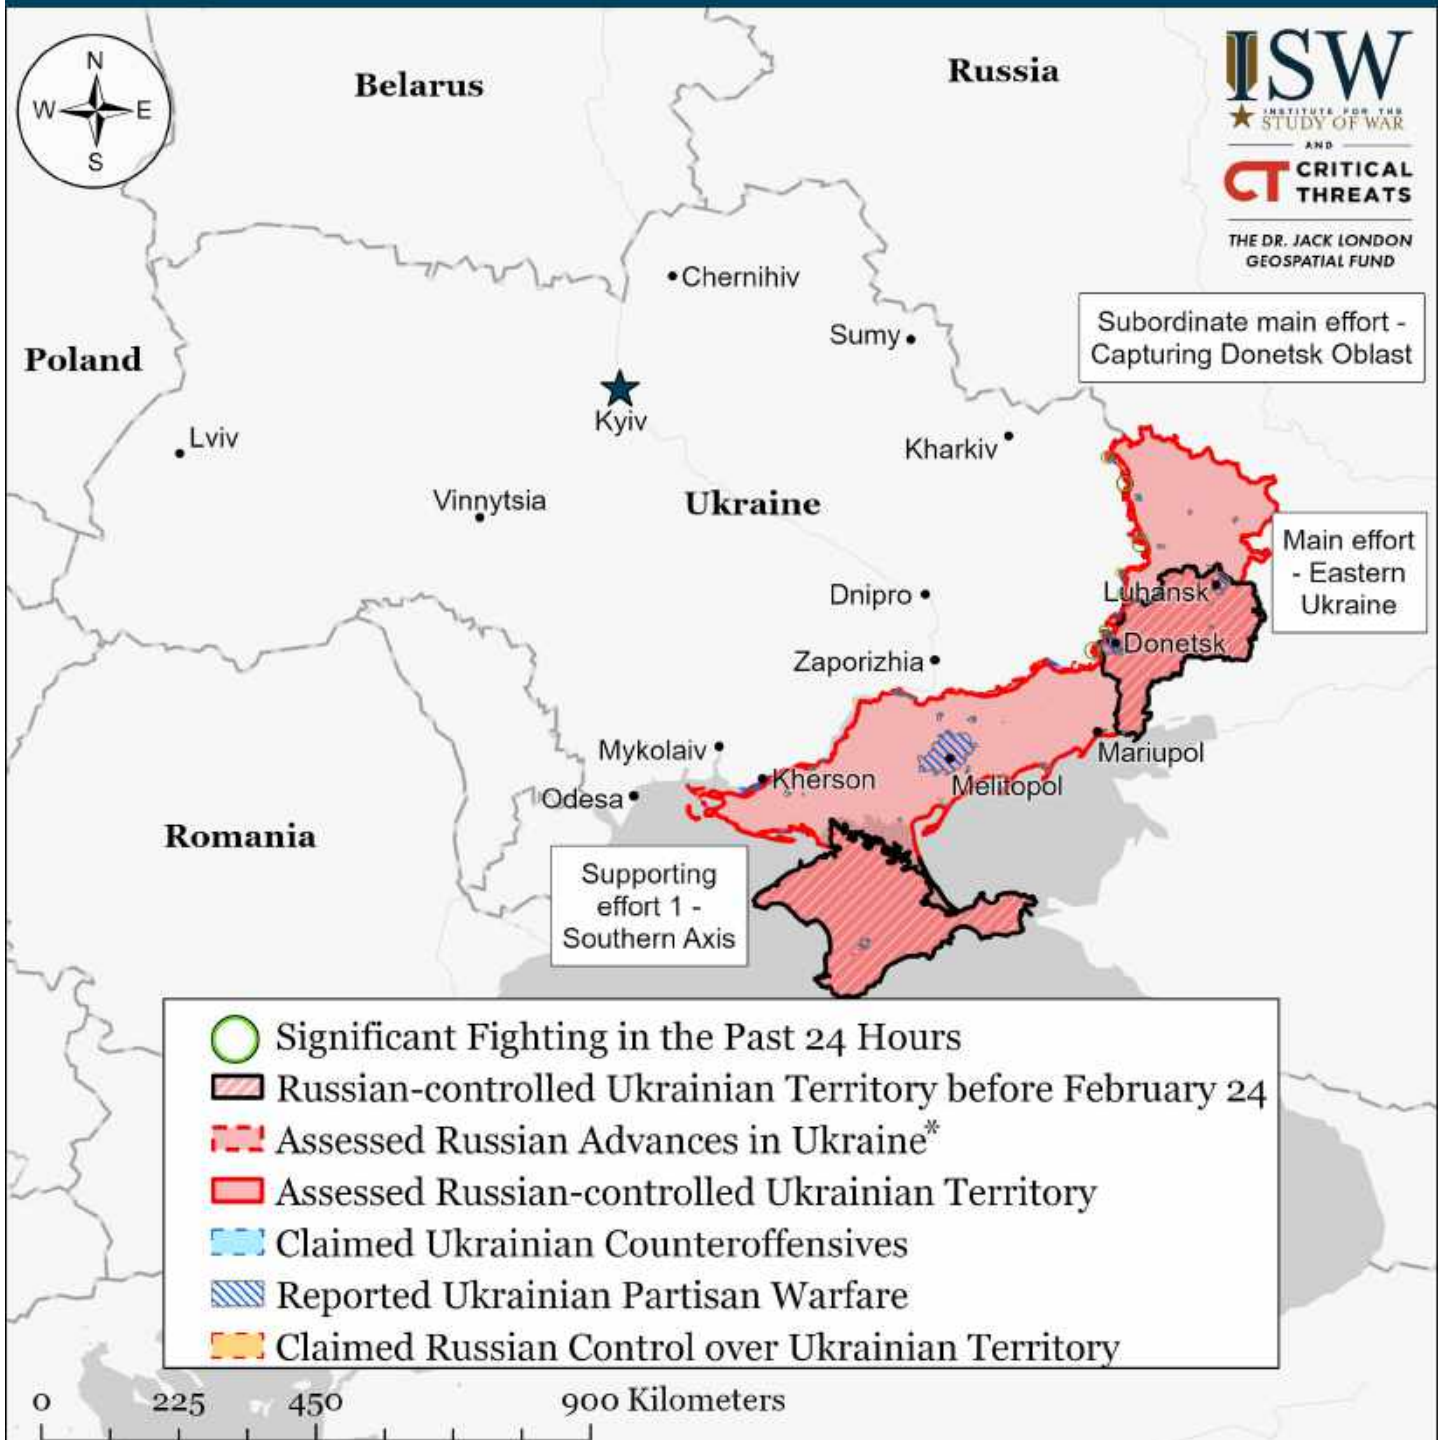 N
W
E
S
Belarus
Russia
ISW
INSTITUTE FOR THE
STUDY OF WAR
AND
CT CRITICAL
THREATS
THE DR. JACK LONDON
GEOSPATIAL FUND
Chernihiv
Sumy
Subordinate main effort -
Capturing Donetsk Oblast
Poland
Kyiv
Lviv
Kharkiv
Vinnytsia
Ukraine
Main effort
- Eastern
Ukraine
Dnipro
Luhansk
Donetsk
Zaporizhia
Mykolaiv
Mariupol
Kherson
Melitopol
Odesa
Romania
Supporting
effort 1 -
Southern Axis
Significant Fighting in the Past 24 Hours
Russian-controlled Ukrainian Territory before February 24
Assessed Russian Advances in Ukraine*
Assessed Russian-controlled Ukrainian Territory
Claimed Ukrainian Counteroffensives
Reported Ukrainian Partisan Warfare
Claimed Russian Control over Ukrainian Territory
0 225 450 900 Kilometers